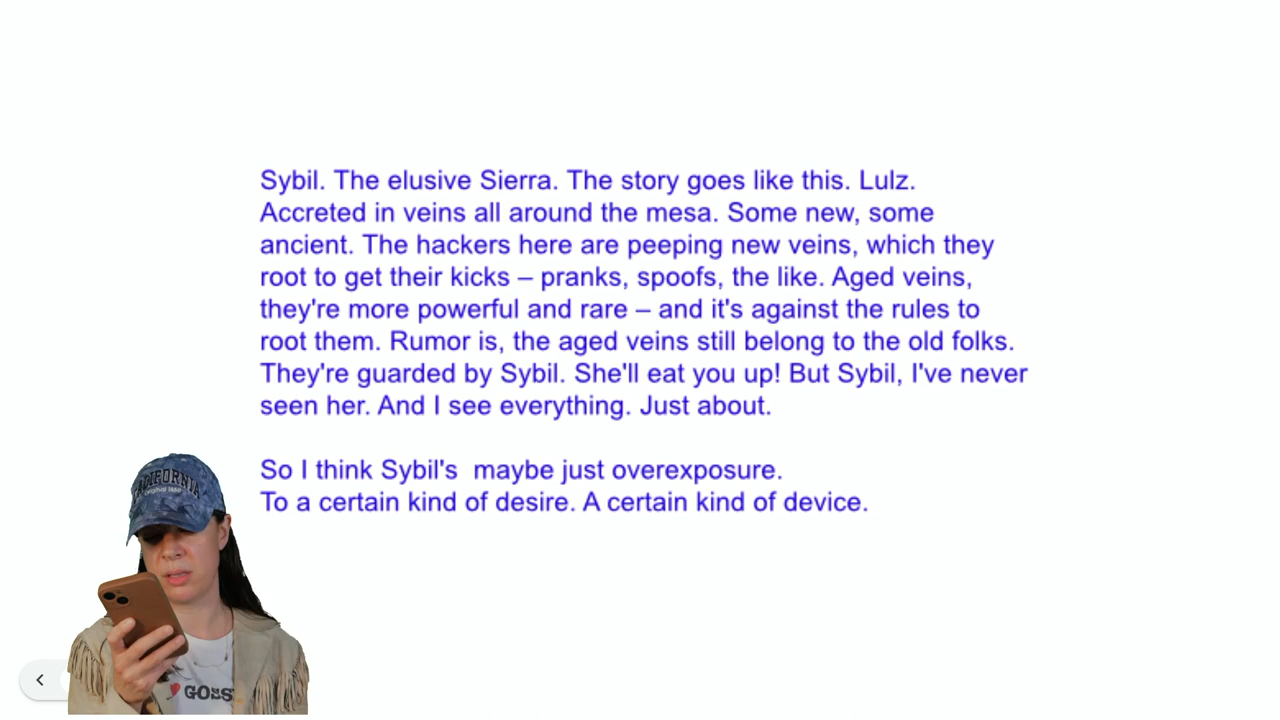 Sybil. The elusive Sierra. The story goes like this. Lulz.
Accreted in veins all around the mesa. Some new, some
ancient. The hackers here are peeping new veins, which they
root to get their kicks – pranks, spoofs, the like. Aged veins,
they're more powerful and rare – and it's against the rules to
root them. Rumor is, the aged veins still belong to the old folks.
They're guarded by Sybil. She'll eat you up! But Sybil, I've never
seen her. And I see everything. Just about.
So I think Sybil's  maybe just overexposure.
To a certain kind of desire. A certain kind of device.
CALIFORNIA
GOSS